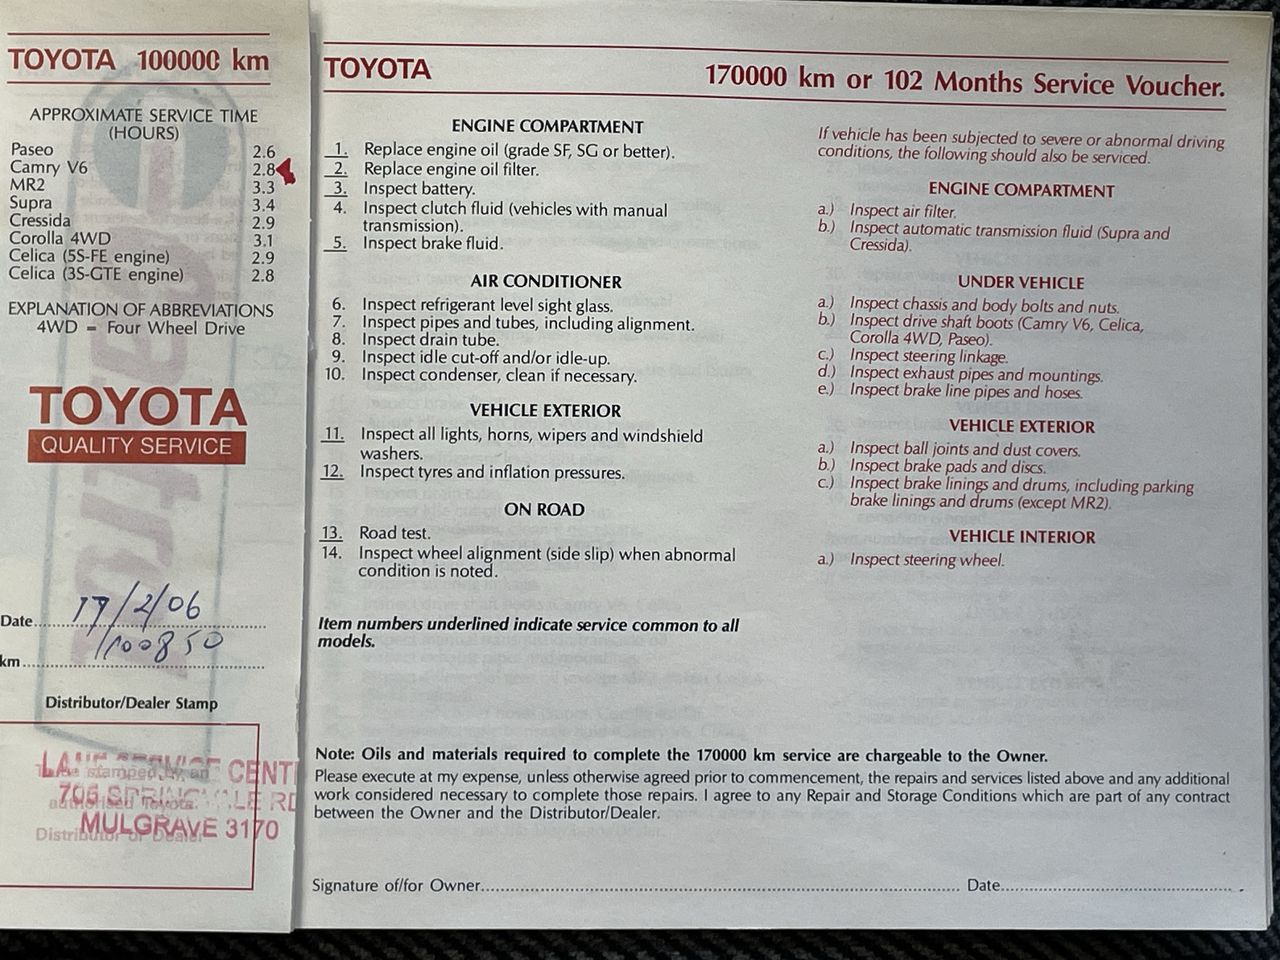 TOYOTA 100000 km
APPROXIMATE SERVICE TIME
(HOURS)
Paseo 2.6
Camry V6 2.8
MR2 3.3
Supra 3.4
Cressida 2.9
Corolla 4WD 3.1
Celica (5S-FE engine) 2.9
Celica (3S-GTE engine) 2.8
EXPLANATION OF ABBREVIATIONS
4WD = Four Wheel Drive
TOYOTA
QUALITY SERVICE
Date 17/2/06
km 100850
Distributor/Dealer Stamp
LANE SERVICE CENT
stamped by an
705 SPRINGVALE RD
authorised Toyota
MULGRAVE 3170
Distributor or Dealer
TOYOTA 170000 km or 102 Months Service Voucher.
ENGINE COMPARTMENT
1. Replace engine oil (grade SF, SG or better).
2. Replace engine oil filter.
3. Inspect battery.
4. Inspect clutch fluid (vehicles with manual
transmission).
5. Inspect brake fluid.
AIR CONDITIONER
6. Inspect refrigerant level sight glass.
7. Inspect pipes and tubes, including alignment.
8. Inspect drain tube.
9. Inspect idle cut-off and/or idle-up.
10. Inspect condenser, clean if necessary.
VEHICLE EXTERIOR
11. Inspect all lights, horns, wipers and windshield
washers.
12. Inspect tyres and inflation pressures.
ON ROAD
13. Road test.
14. Inspect wheel alignment (side slip) when abnormal
condition is noted.
Item numbers underlined indicate service common to all
models.
If vehicle has been subjected to severe or abnormal driving
conditions, the following should also be serviced.
ENGINE COMPARTMENT
a.) Inspect air filter.
b.) Inspect automatic transmission fluid (Supra and
Cressida).
UNDER VEHICLE
a.) Inspect chassis and body bolts and nuts.
b.) Inspect drive shaft boots (Camry V6, Celica,
Corolla 4WD, Paseo).
c.) Inspect steering linkage.
d.) Inspect exhaust pipes and mountings.
e.) Inspect brake line pipes and hoses.
VEHICLE EXTERIOR
a.) Inspect ball joints and dust covers.
b.) Inspect brake pads and discs.
c.) Inspect brake linings and drums, including parking
brake linings and drums (except MR2).
VEHICLE INTERIOR
a.) Inspect steering wheel.
Note: Oils and materials required to complete the 170000 km service are chargeable to the Owner.
Please execute at my expense, unless otherwise agreed prior to commencement, the repairs and services listed above and any additional
work considered necessary to complete those repairs. I agree to any Repair and Storage Conditions which are part of any contract
between the Owner and the Distributor/Dealer.
Signature of/for Owner Date